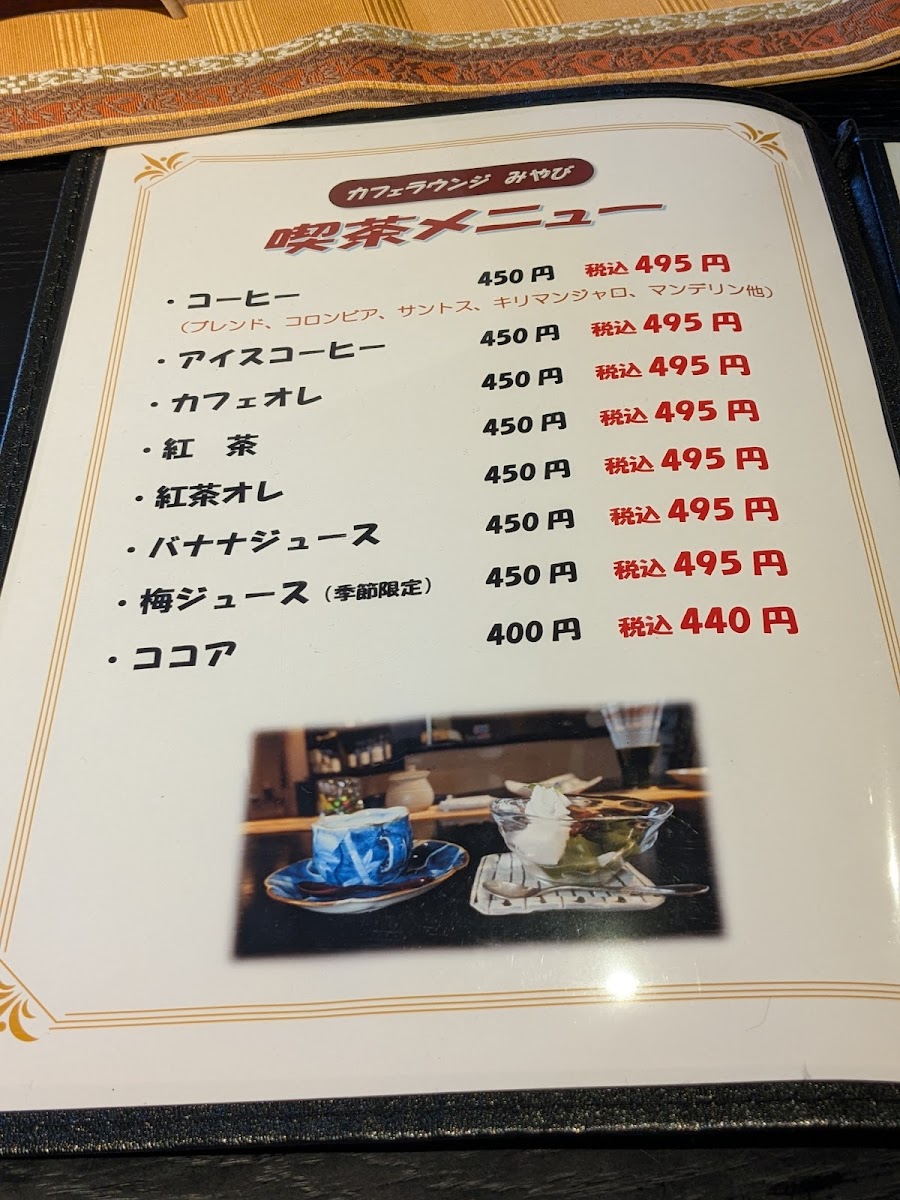 カフェラウンジ みやび
喫茶メニュー
・コーヒー 450円 税込495円
（ブレンド、コロンビア、サントス、キリマンジャロ、マンデリン他）
・アイスコーヒー 450円 税込495円
・カフェオレ 450円 税込495円
・紅 茶 450円 税込495円
・紅茶オレ 450円 税込495円
・バナナジュース 450円 税込495円
・梅ジュース（季節限定） 450円 税込495円
・ココア 400円 税込440円